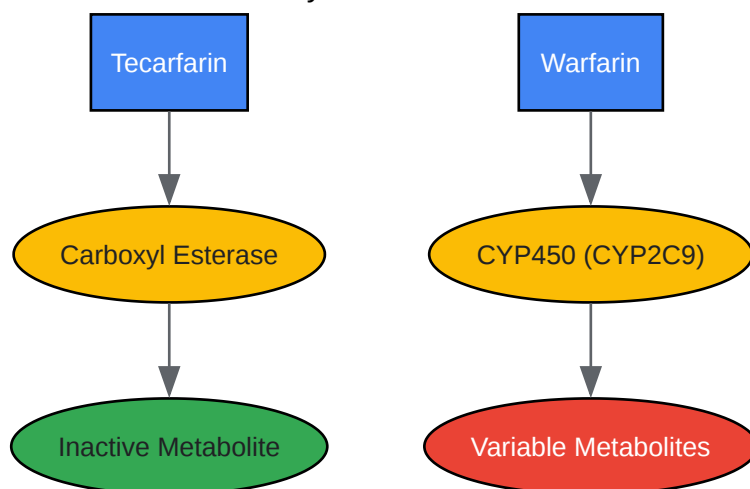 Tecarfarin
Warfarin
Carboxyl Esterase
CYP450 (CYP2C9)
Inactive Metabolite
Variable Metabolites